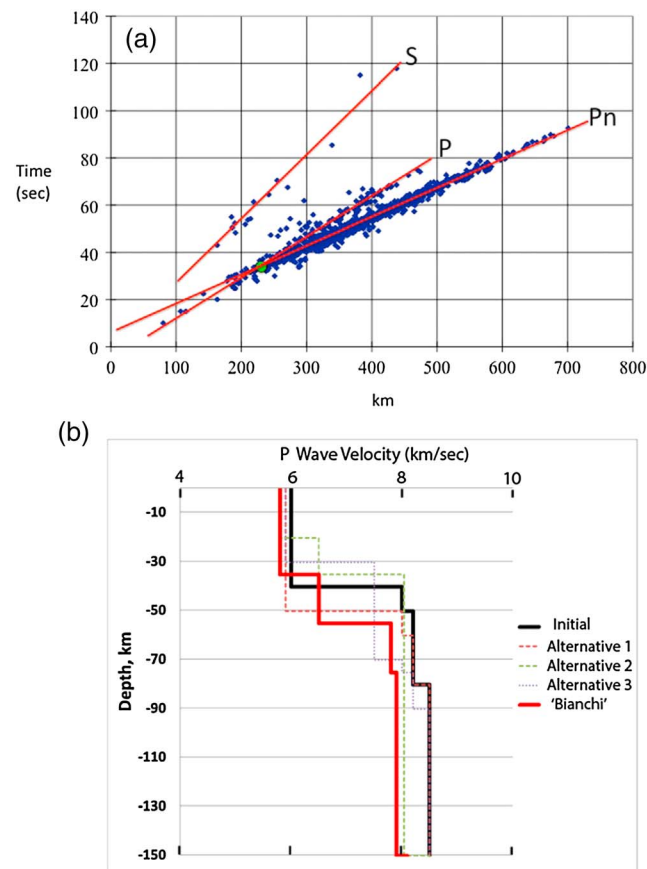 (a)
140
120
100
80
60
40
20
0
Time
(sec)
S
P
Pn
0 100 200 300 400 500 600 700 800
km
(b)
P Wave Velocity (km/sec)
4 6 8 10
-10
-30
-50
-70
-90
-110
-130
-150
Depth, km
Initial
Alternative 1
Alternative 2
Alternative 3
'Bianchi'